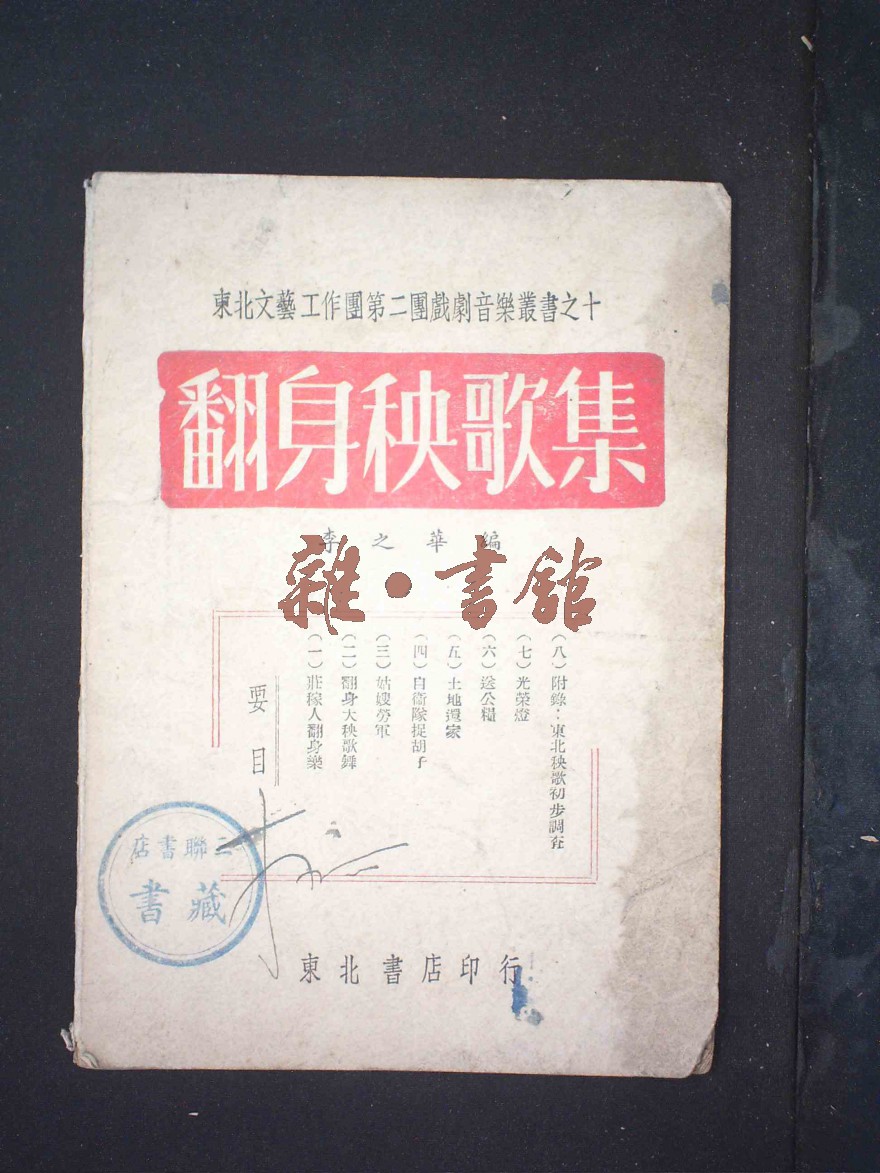 東北文藝工作團第二團戲劇音樂叢書之十
翻身秧歌集
李之華編
雜·書館
要目
(一)莊稼人翻身樂
(二)翻身大秧歌舞
(三)姑嫂勞軍
(四)自衞隊捉胡子
(五)土地還家
(六)送公糧
(七)光榮燈
(八)附錄:東北秧歌初步調查
三聯書店
藏書
東北書店印行